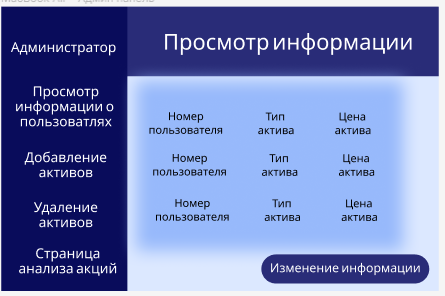 Администратор
Просмотр информации
Просмотр
информации о
пользоватлях
Добавление
активов
Удаление
активов
Страница
анализа акций
Номер
пользователя
Тип
актива
Цена
актива
Номер
пользователя
Тип
актива
Цена
актива
Номер
пользователя
Тип
актива
Цена
актива
Изменение информации